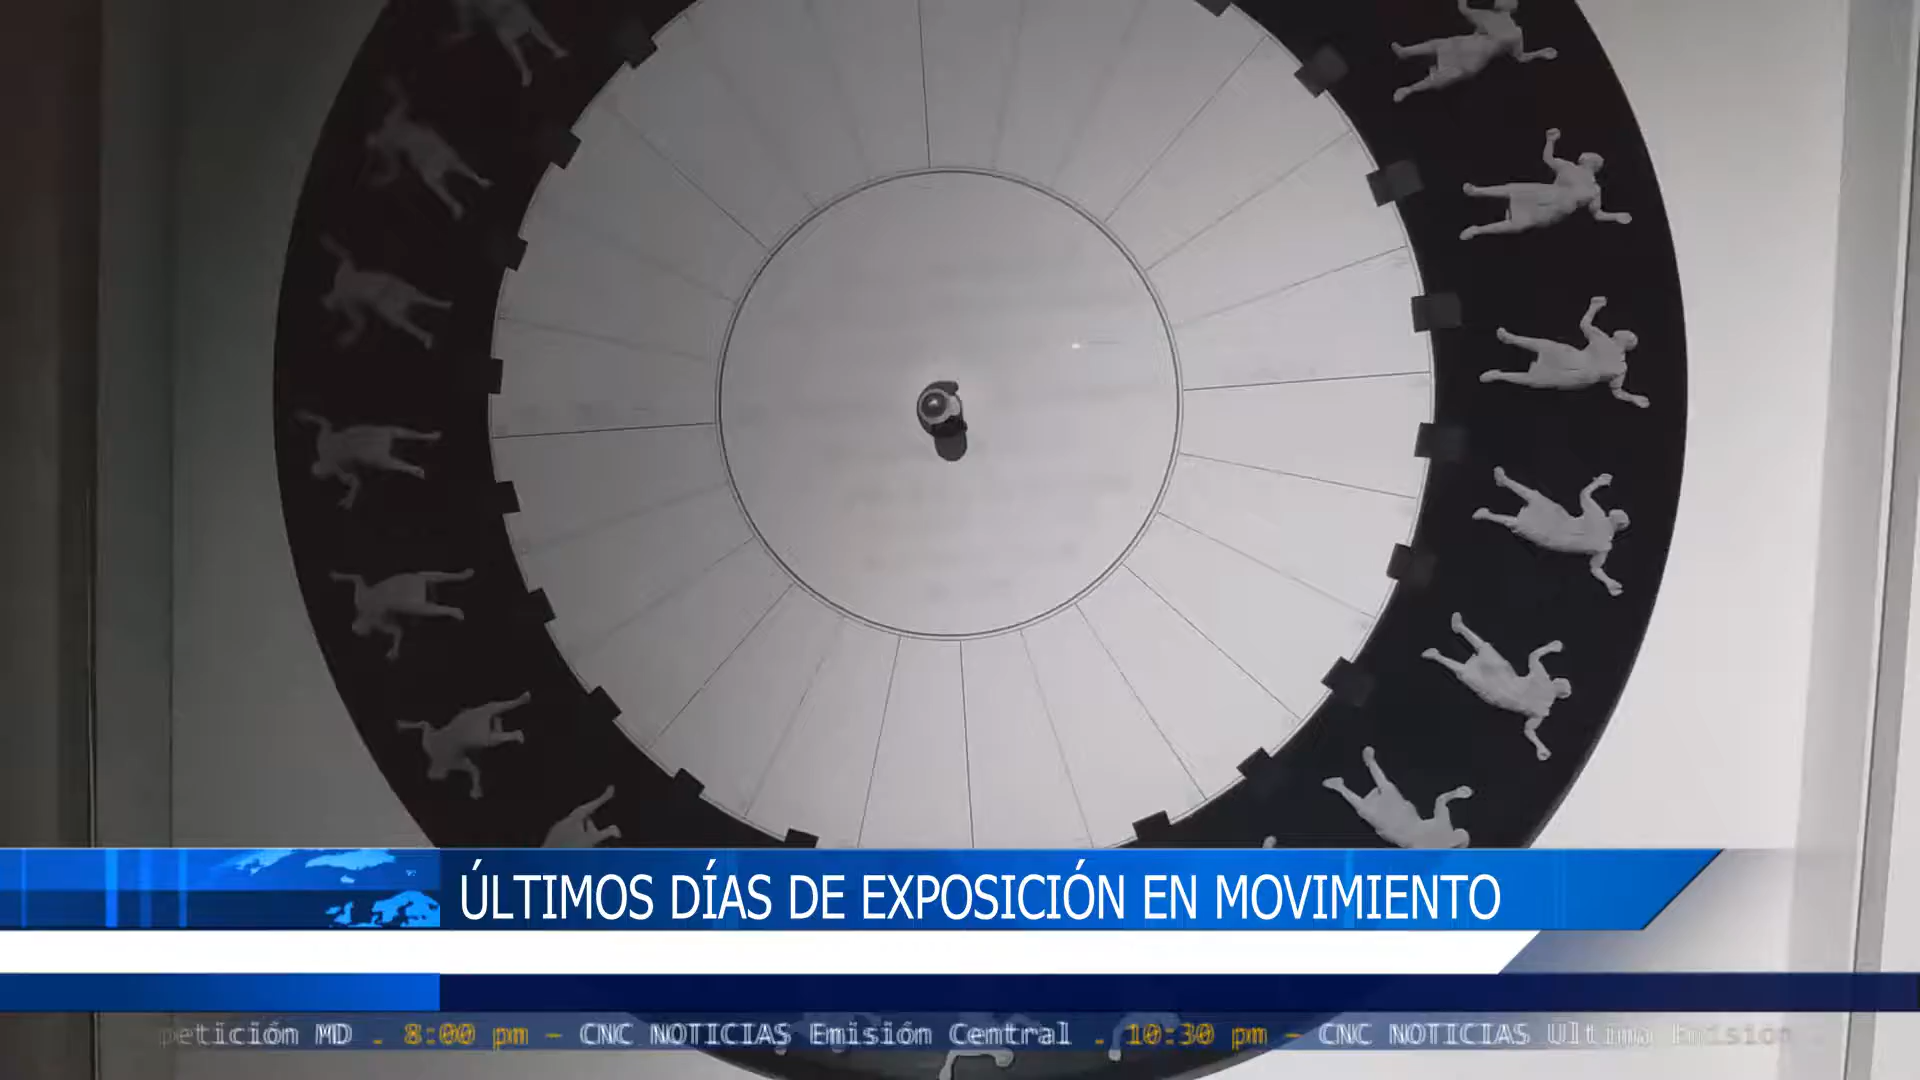 ÚLTIMOS DÍAS DE EXPOSICIÓN EN MOVIMIENTO
petición MD . 8:00 pm – CNC NOTICIAS Emisión Central . 10:30 pm – CNC NOTICIAS Ultima Emision .